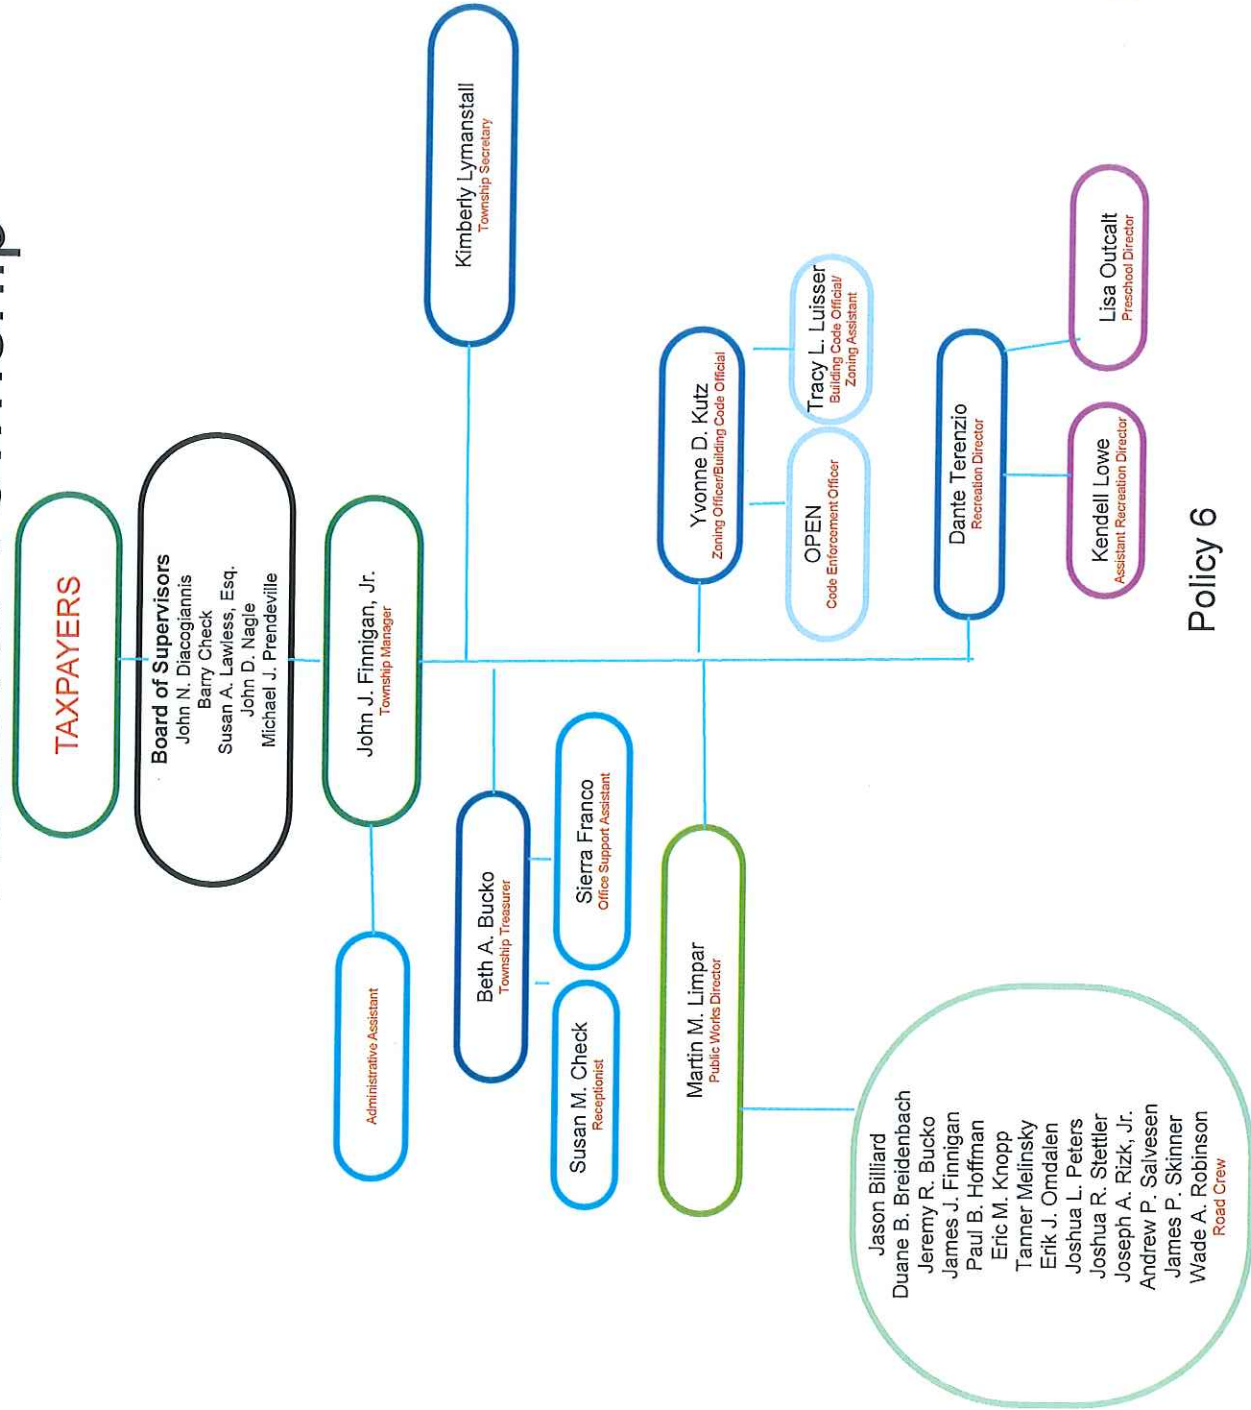 TAXPAYERS
Board of Supervisors
John N. Diacogiannis
Barry Check
Susan A. Lawless, Esq.
John D. Nagle
Michael J. Prendeville
John J. Finnigan, Jr.
Township Manager
Administrative Assistant
Kimberly Lymanstall
Township Secretary
Beth A. Bucko
Township Treasurer
Susan M. Check
Receptionist
Sierra Franco
Office Support Assistant
Yvonne D. Kutz
Zoning Officer/Building Code Official
OPEN
Code Enforcement Officer
Tracy L. Luisser
Building Code Official/
Zoning Assistant
Martin M. Limpar
Public Works Director
Jason Billiard
Duane B. Breidenbach
Jeremy R. Bucko
James J. Finnigan
Paul B. Hoffman
Eric M. Knopp
Tanner Melinsky
Erik J. Omdalen
Joshua L. Peters
Joshua R. Stettler
Joseph A. Rizk, Jr.
Andrew P. Salvesen
James P. Skinner
Wade A. Robinson
Road Crew
Dante Terenzio
Recreation Director
Kendell Lowe
Assistant Recreation Director
Lisa Outcalt
Preschool Director
Policy 6